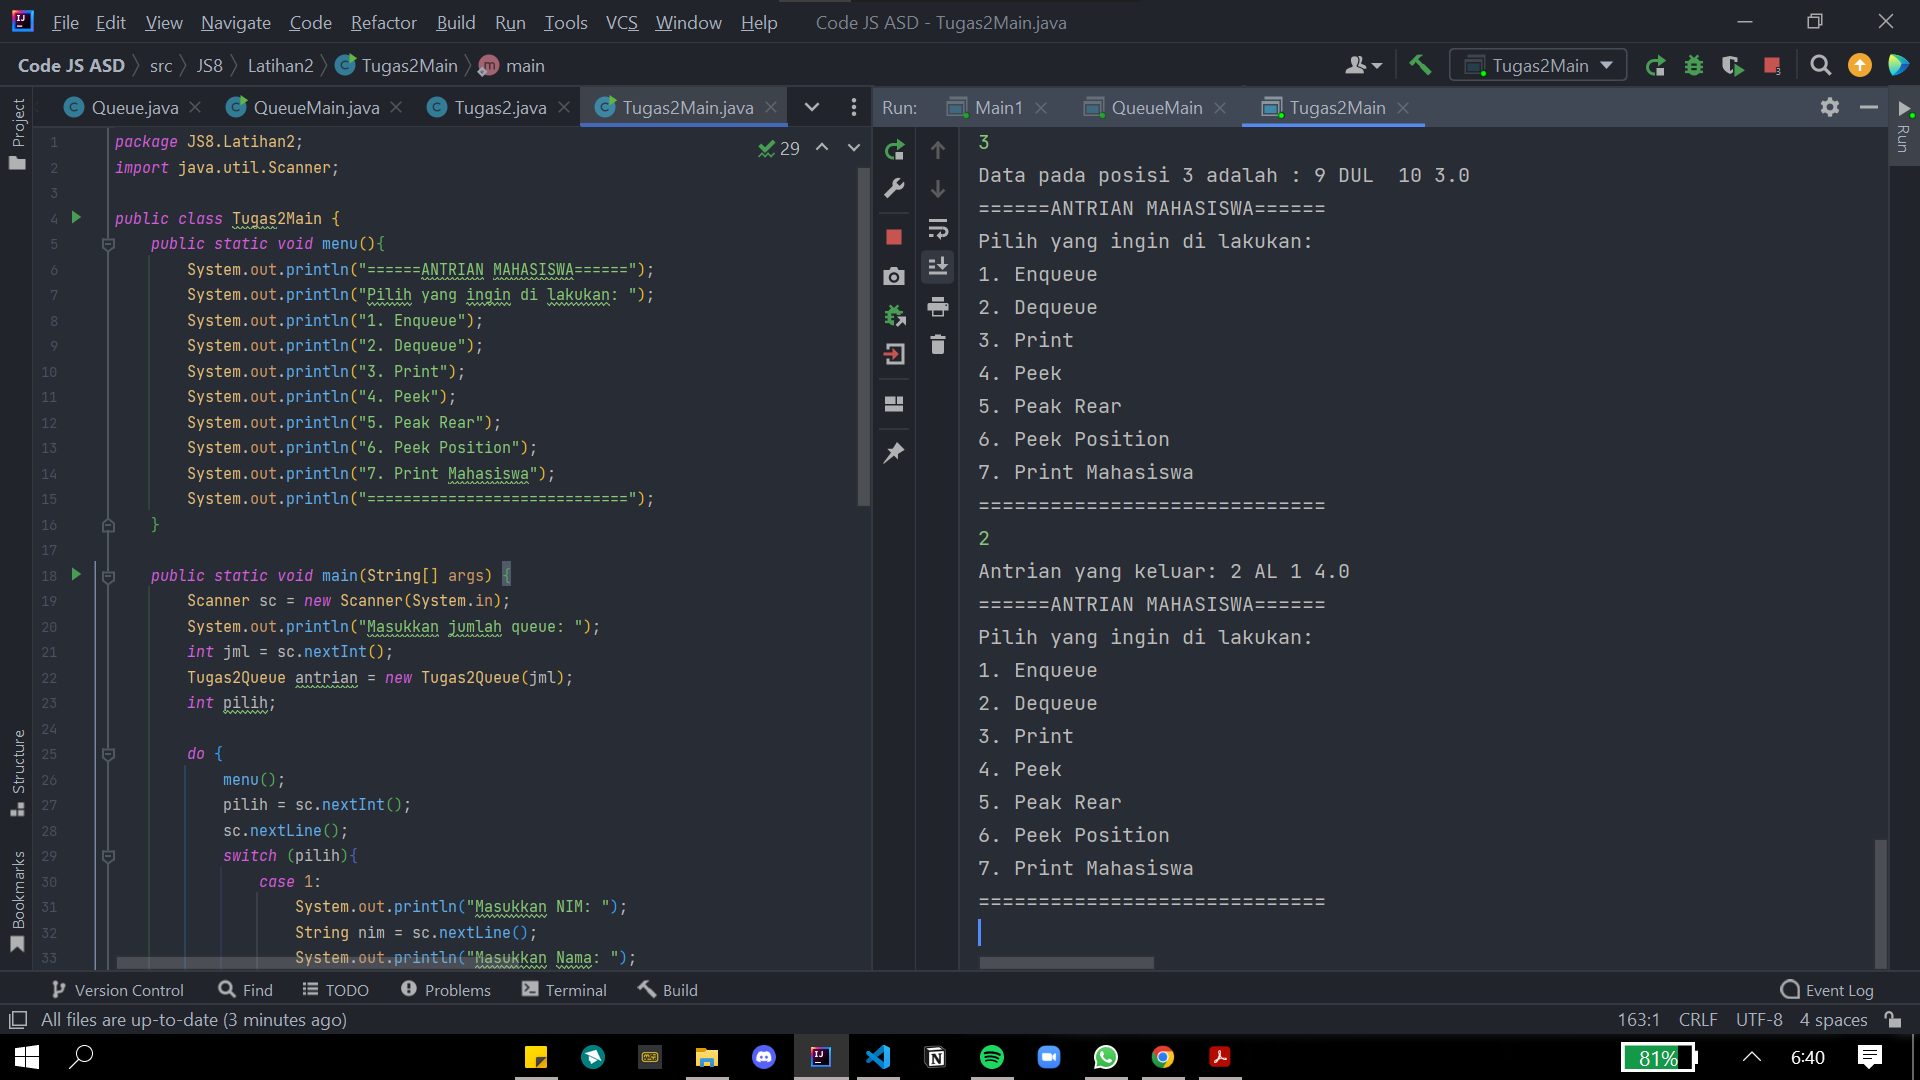 File Edit View Navigate Code Refactor Build Run Tools VCS Window Help Code JS ASD - Tugas2Main.java
Code JS ASD src JS8 Latihan2 Tugas2Main main
Tugas2Main
Queue.java QueueMain.java Tugas2.java Tugas2Main.java
Run: Main1 QueueMain Tugas2Main
Project
Structure
Bookmarks
Run
29
1 package JS8.Latihan2;
2 import java.util.Scanner;
3
4 public class Tugas2Main {
5 public static void menu(){
6 System.out.println("======ANTRIAN MAHASISWA======");
7 System.out.println("Pilih yang ingin di lakukan: ");
8 System.out.println("1. Enqueue");
9 System.out.println("2. Dequeue");
10 System.out.println("3. Print");
11 System.out.println("4. Peek");
12 System.out.println("5. Peak Rear");
13 System.out.println("6. Peek Position");
14 System.out.println("7. Print Mahasiswa");
15 System.out.println("=============================");
16 }
17
18 public static void main(String[] args) {
19 Scanner sc = new Scanner(System.in);
20 System.out.println("Masukkan jumlah queue: ");
21 int jml = sc.nextInt();
22 Tugas2Queue antrian = new Tugas2Queue(jml);
23 int pilih;
24
25 do {
26 menu();
27 pilih = sc.nextInt();
28 sc.nextLine();
29 switch (pilih){
30 case 1:
31 System.out.println("Masukkan NIM: ");
32 String nim = sc.nextLine();
33 System.out.println("Masukkan Nama: ");
3
Data pada posisi 3 adalah : 9 DUL  10 3.0
======ANTRIAN MAHASISWA======
Pilih yang ingin di lakukan:
1. Enqueue
2. Dequeue
3. Print
4. Peek
5. Peak Rear
6. Peek Position
7. Print Mahasiswa
=============================
2
Antrian yang keluar: 2 AL 1 4.0
======ANTRIAN MAHASISWA======
Pilih yang ingin di lakukan:
1. Enqueue
2. Dequeue
3. Print
4. Peek
5. Peak Rear
6. Peek Position
7. Print Mahasiswa
=============================
Version Control Find TODO Problems Terminal Build Event Log
All files are up-to-date (3 minutes ago) 163:1 CRLF UTF-8 4 spaces
81% 6:40